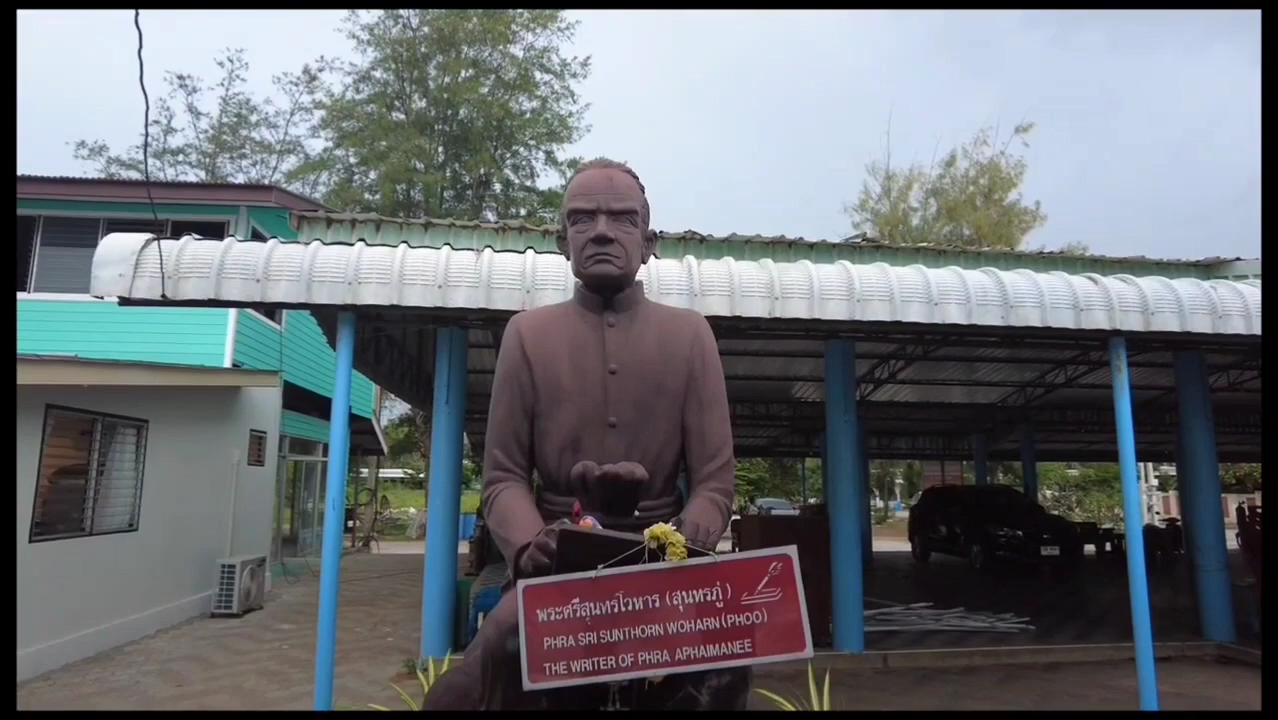 พระศรีสุนทรโวหาร (สุนทรภู่)
PHRA SRI SUNTHORN WOHARN (PHOO)
THE WRITER OF PHRA APHAIMANEE